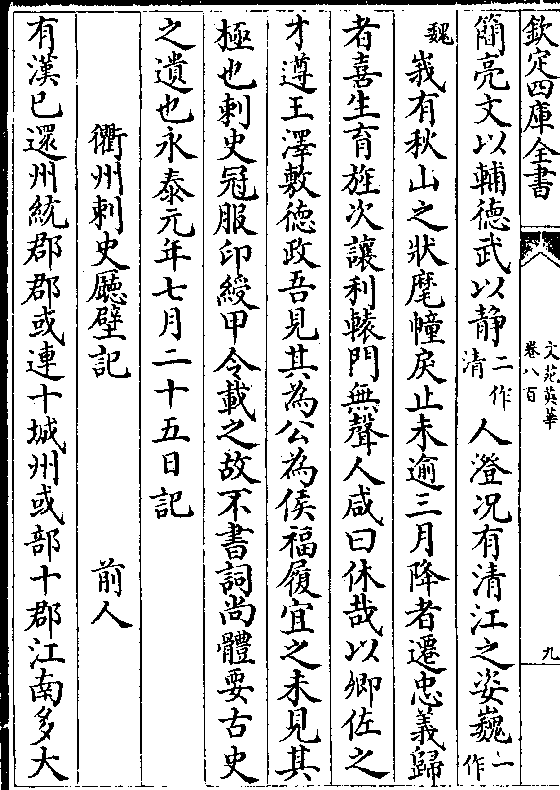 欽定四庫全書
文苑英華
卷八百
九
簡亮文以輔德武以靜二作清人澄况有清江之姿巍一作
魏峩有秋山之狀麾幢戾止未逾三月降者遷忠義歸
者喜生育旌次讓利轅門無聲人咸曰休哉以卿佐之
才遵王澤敷德政吾見其為公為侯福履宜之未見其
極也刺史冠服印綬甲令載之故不書詞尚體要古史
之遺也永泰元年七月二十五日記
衢州刺史廳壁記 前人
有漢已還州統郡郡或連十城州或部十郡江南多大